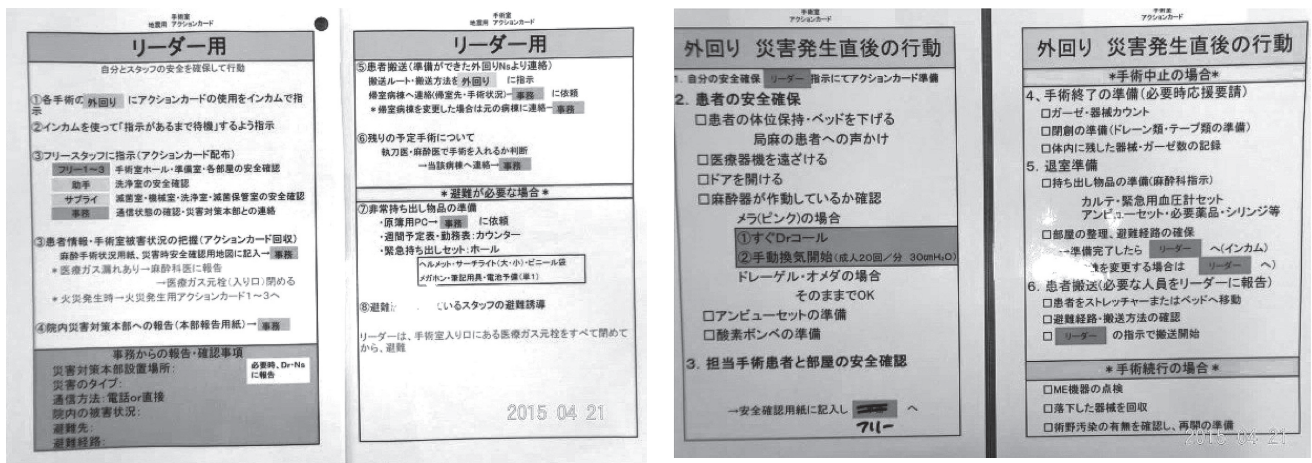 手術室
地震用 アクションカード
リーダー用
自分とスタッフの安全を確保して行動
①各手術の 外回り にアクションカードの使用をインカムで指
示
②インカムを使って「指示があるまで待機」するよう指示
③フリースタッフに指示(アクションカード配布)
フリー1~3 手術室ホール・準備室・各部屋の安全確認
助手 洗浄室の安全確認
サプライ 滅菌室・機械室・洗浄室・滅菌保管室の安全確認
事務 通信状態の確認・災害対策本部との連絡
③患者情報・手術室被害状況の把握(アクションカード回収)
麻酔手術状況用紙、災害時安全確認用地図に記入→ 事務
*医療ガス漏れあり→麻酔科医に報告
→医療ガス元栓(入り口)閉める
*火災発生時→火災発生用アクションカード1~3へ
④院内災害対策本部への報告(本部報告用紙)→ 事務
事務からの報告・確認事項
災害対策本部設置場所:
必要時、Dr・Ns
に報告
災害のタイプ:
通信方法:電話or直接
院内の被害状況:
避難先:
避難経路:
手術室
地震用 アクションカード
リーダー用
⑤患者搬送(準備ができた外回りNsより連絡)
搬送ルート・搬送方法を 外回り に指示
帰室病棟へ連絡(帰室先・手術状況)→ 事務 に依頼
*帰室病棟を変更した場合は元の病棟に連絡→ 事務
⑥残りの予定手術について
執刀医・麻酔医で手術を入れるか判断
→当該病棟へ連絡→ 事務
*避難が必要な場合*
⑦非常持ち出し物品の準備
・原簿用PC→ 事務 に依頼
・週間予定表・勤務表:カウンター
・緊急持ち出しセット:ホール
ヘルメット・サーチライト(大・小)・ビニール袋
メガホン・筆記用具・電池予備(単1)
⑧避難 ているスタッフの避難誘導
リーダーは、手術室入り口にある医療ガス元栓をすべて閉めて
から、避難
2015 04 21
手術室
アクションカード
外回り 災害発生直後の行動
1. 自分の安全確保 リーダー 指示にてアクションカード準備
2. 患者の安全確保
□患者の体位保持・ベッドを下げる
局麻の患者への声かけ
□医療器機を遠ざける
□ドアを開ける
□麻酔器が作動しているか確認
メラ(ピンク)の場合
①すぐDrコール
②手動換気開始(成人20回/分 30cmH₂O)
ドレーゲル・オメダの場合
そのままでOK
□アンビューセットの準備
□酸素ボンベの準備
3. 担当手術患者と部屋の安全確認
→安全確認用紙に記入し へ
フリー
手術室
アクションカード
外回り 災害発生直後の行動
*手術中止の場合*
4、手術終了の準備(必要時応援要請)
□ガーゼ・器械カウント
□閉創の準備(ドレーン類・テープ類の準備)
□体内に残した器械・ガーゼ数の記録
5. 退室準備
□持ち出し物品の準備(麻酔科指示)
カルテ・緊急用血圧計セット
アンビューセット・必要薬品・シリンジ等
□部屋の整理、避難経路の確保
→準備完了したら リーダー へ(インカム)
を変更する場合は リーダー へ)
6. 患者搬送(必要な人員をリーダーに報告)
□患者をストレッチャーまたはベッドへ移動
□避難経路・搬送方法の確認
□ リーダー の指示で搬送開始
*手術続行の場合*
□ME機器の点検
□落下した器械を回収
□術野汚染の有無を確認し、再開の準備
2015 04 21